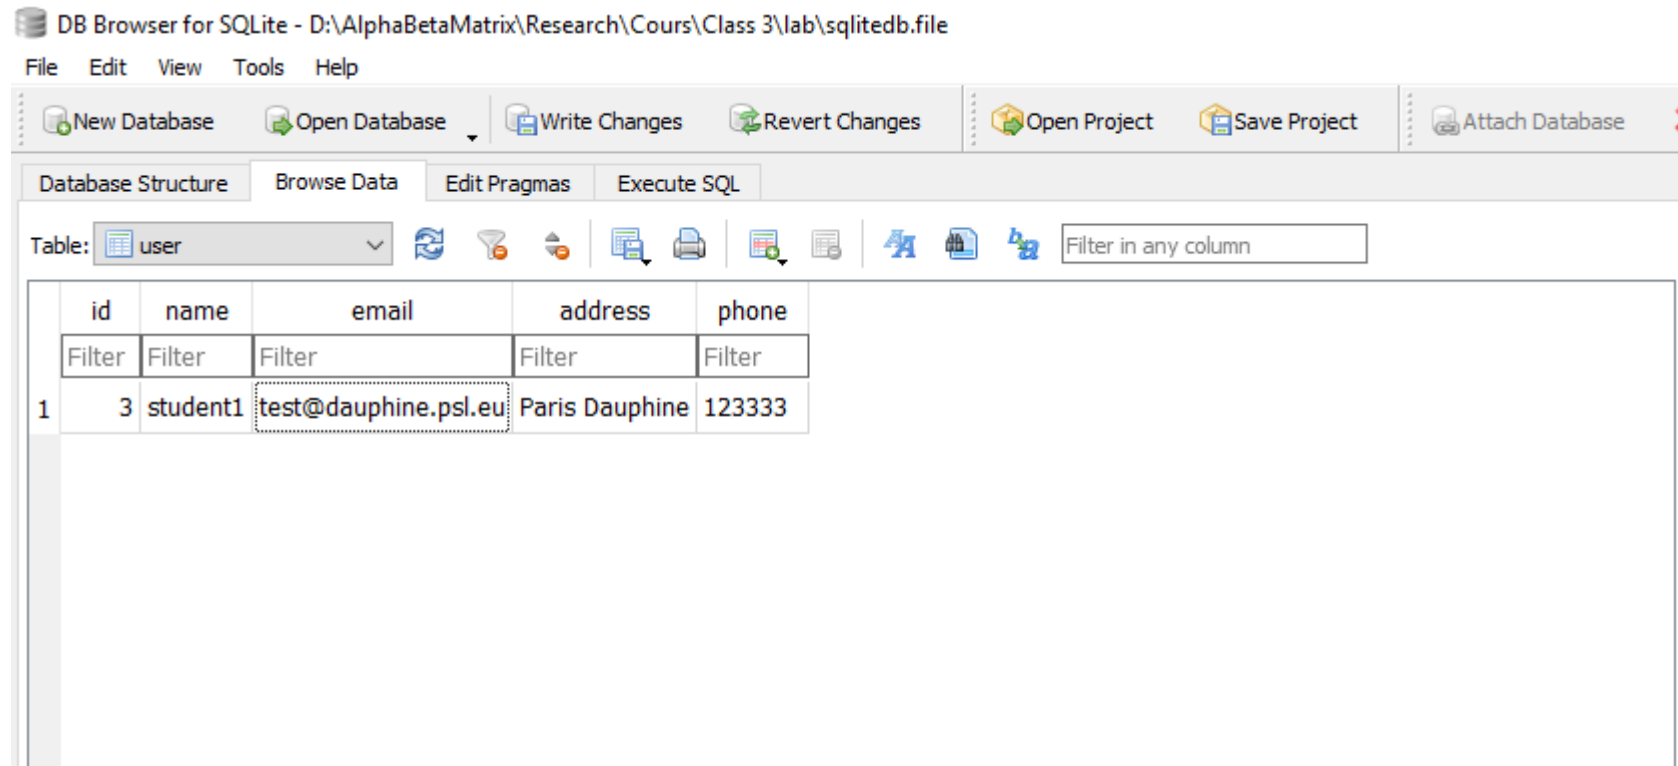 DB Browser for SQLite - D:\AlphaBetaMatrix\Research\Cours\Class 3\lab\sqlitedb.file
File Edit View Tools Help
New Database Open Database Write Changes Revert Changes Open Project Save Project Attach Database
Database Structure Browse Data Edit Pragmas Execute SQL
Table: user Filter in any column
id name email address phone
Filter Filter Filter Filter Filter
1 3 student1 test@dauphine.psl.eu Paris Dauphine 123333